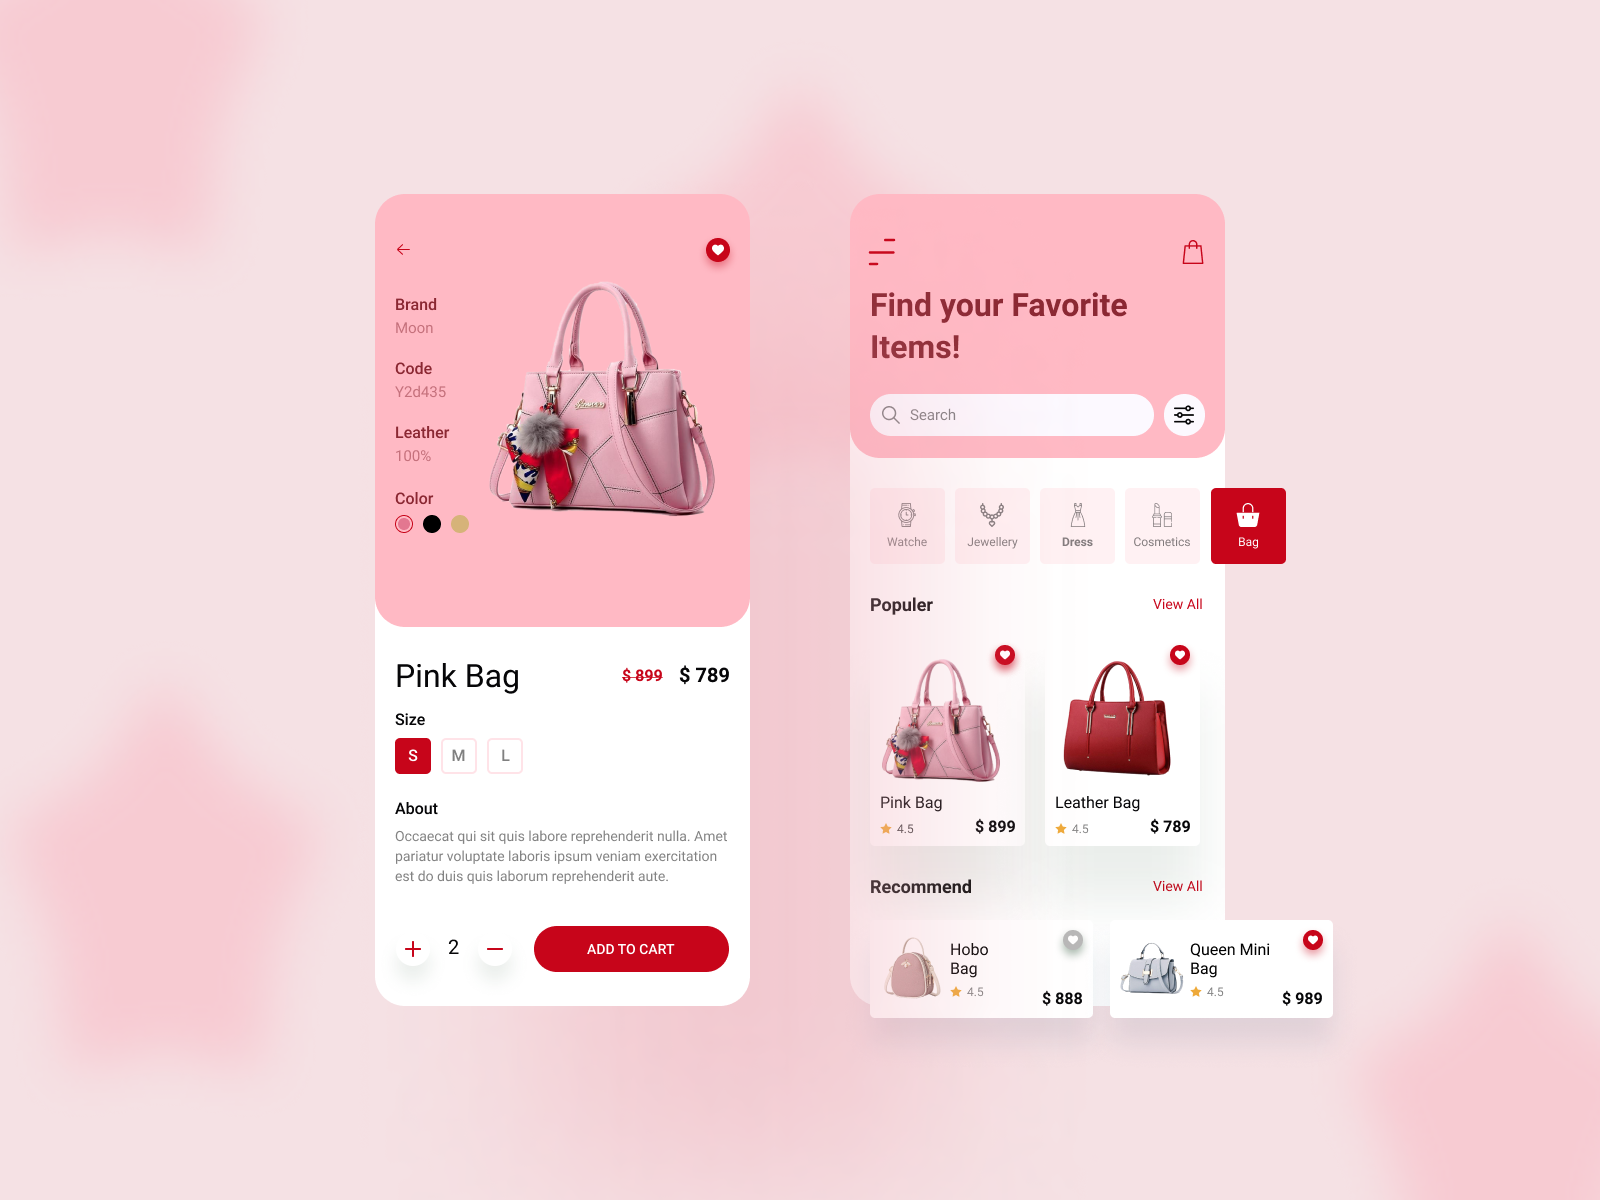 Brand
Moon
Code
Y2d435
Leather
100%
Color
Pink Bag
$ 899 $ 789
Size
S M L
About
Occaecat qui sit quis labore reprehenderit nulla. Amet
pariatur voluptate laboris ipsum veniam exercitation
est do duis quis laborum reprehenderit aute.
2
ADD TO CART
Find your Favorite
Items!
Search
Watche Jewellery Dress Cosmetics Bag
Populer View All
Pink Bag
4.5 $ 899
Leather Bag
4.5 $ 789
Recommend View All
Hobo
Bag
4.5
$ 888
Queen Mini
Bag
4.5
$ 989